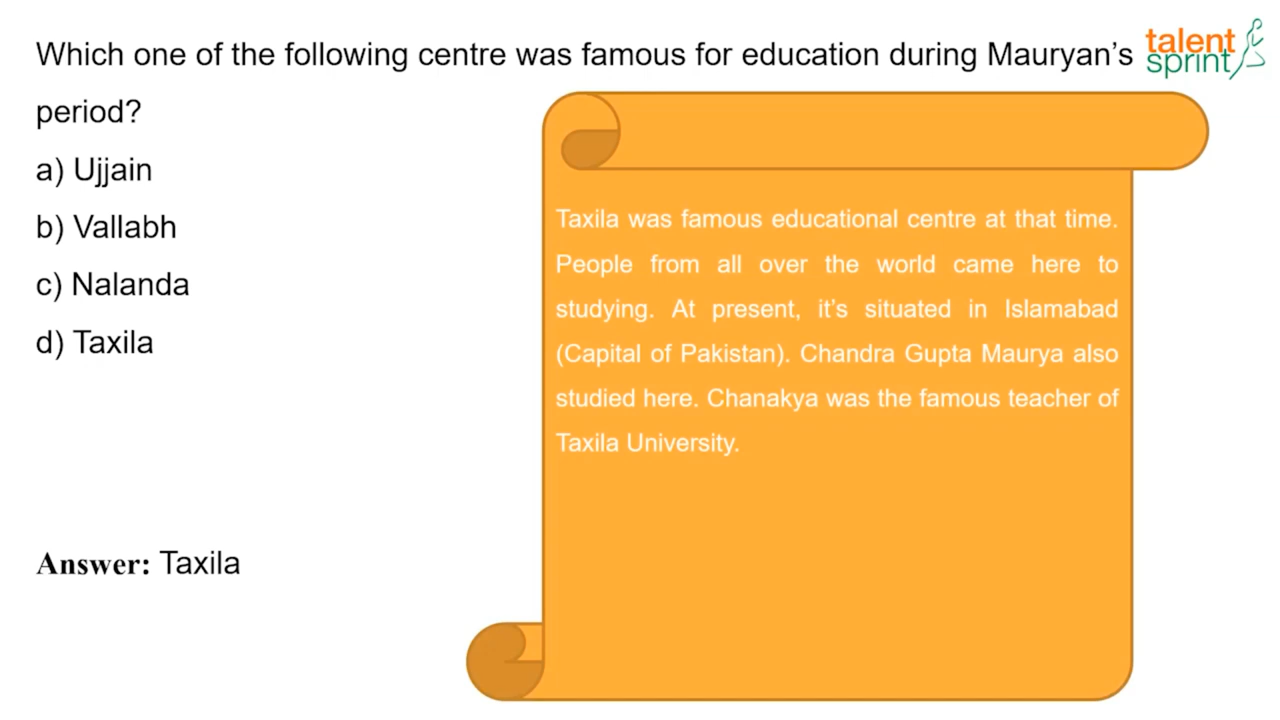 Which one of the following centre was famous for education during Mauryan’s
period?
a) Ujjain
b) Vallabh
c) Nalanda
d) Taxila
Answer: Taxila
talent
sprint
Taxila was famous educational centre at that time.
People from all over the world came here to
studying. At present, it’s situated in Islamabad
(Capital of Pakistan). Chandra Gupta Maurya also
studied here. Chanakya was the famous teacher of
Taxila University.